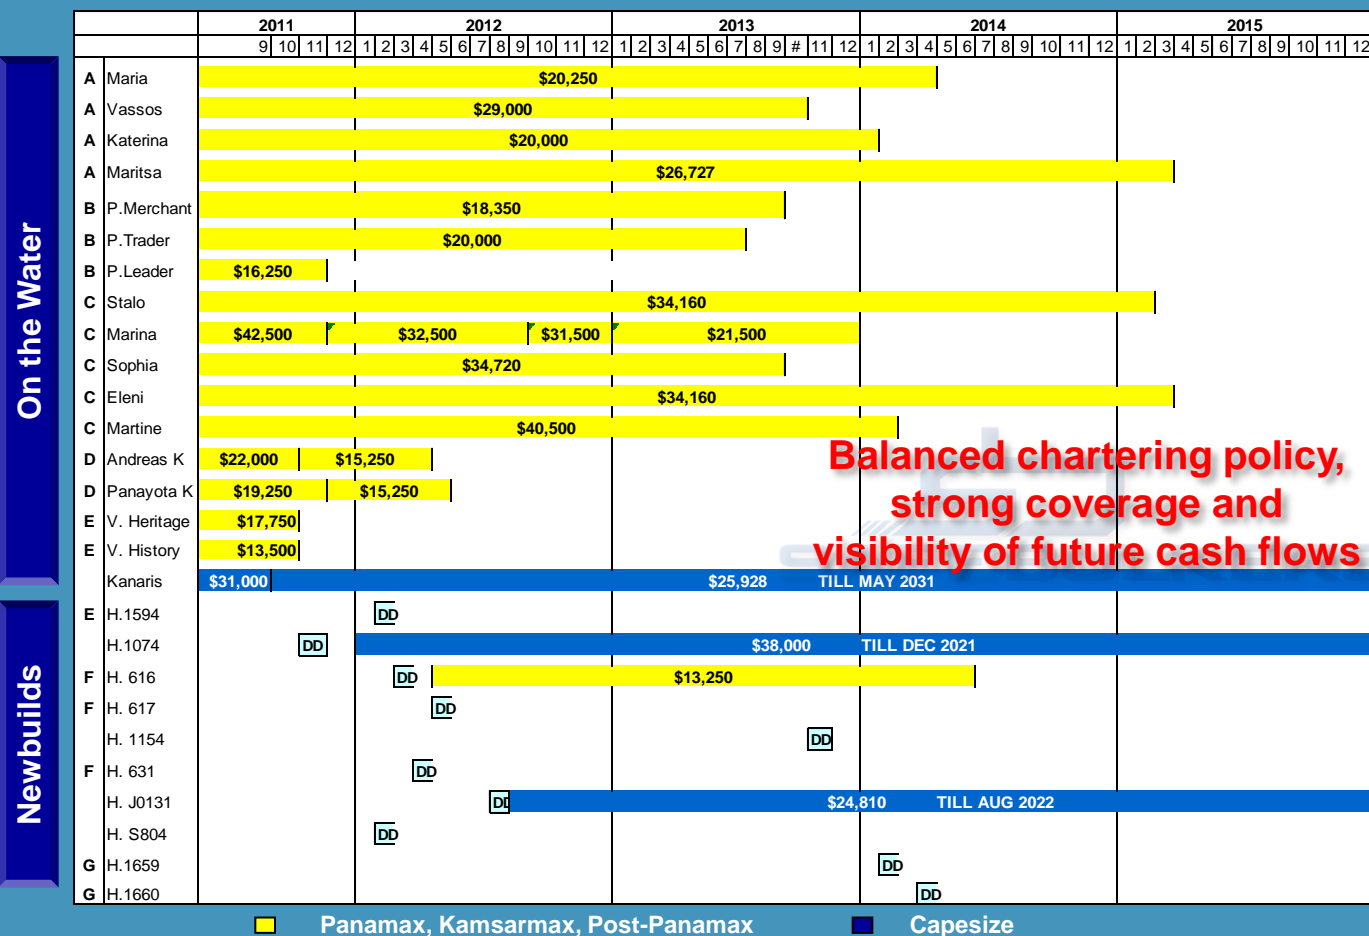 2011 2012 2013 2014 2015
9 10 11 12 1 2 3 4 5 6 7 8 9 10 11 12 1 2 3 4 5 6 7 8 9 # 11 12 1 2 3 4 5 6 7 8 9 10 11 12 1 2 3 4 5 6 7 8 9 10 11 12
On the Water
A Maria $20,250
A Vassos $29,000
A Katerina $20,000
A Maritsa $26,727
B P.Merchant $18,350
B P.Trader $20,000
B P.Leader $16,250
C Stalo $34,160
C Marina $42,500 $32,500 $31,500 $21,500
C Sophia $34,720
C Eleni $34,160
C Martine $40,500
D Andreas K $22,000 $15,250
D Panayota K $19,250 $15,250
E V. Heritage $17,750
E V. History $13,500
Kanaris $31,000 $25,928 TILL MAY 2031
Balanced chartering policy,
strong coverage and
visibility of future cash flows
Newbuilds
E H.1594 DD
H.1074 DD $38,000 TILL DEC 2021
F H. 616 DD $13,250
F H. 617 DD
H. 1154 DD
F H. 631 DD
H. J0131 DD $24,810 TILL AUG 2022
H. S804 DD
G H.1659 DD
G H.1660 DD
Panamax, Kamsarmax, Post-Panamax Capesize